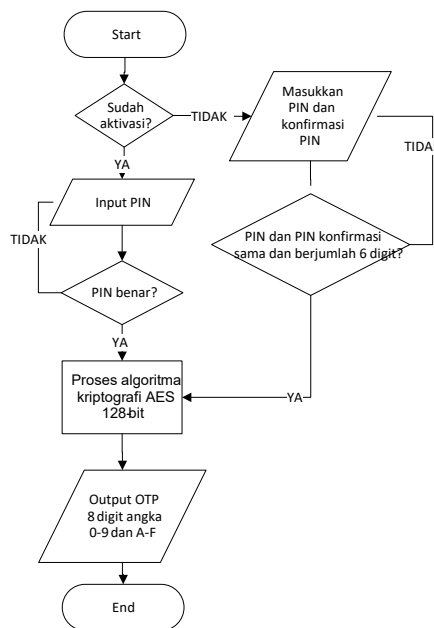 Start
Sudah
aktivasi?
TIDAK
Masukkan
PIN dan
konfirmasi
PIN
TIDA
YA
Input PIN
TIDAK
PIN dan PIN konfirmasi
sama dan berjumlah 6 digit?
PIN benar?
YA
Proses algoritma
kriptografi AES
128-bit
YA
Output OTP
8 digit angka
0-9 dan A-F
End